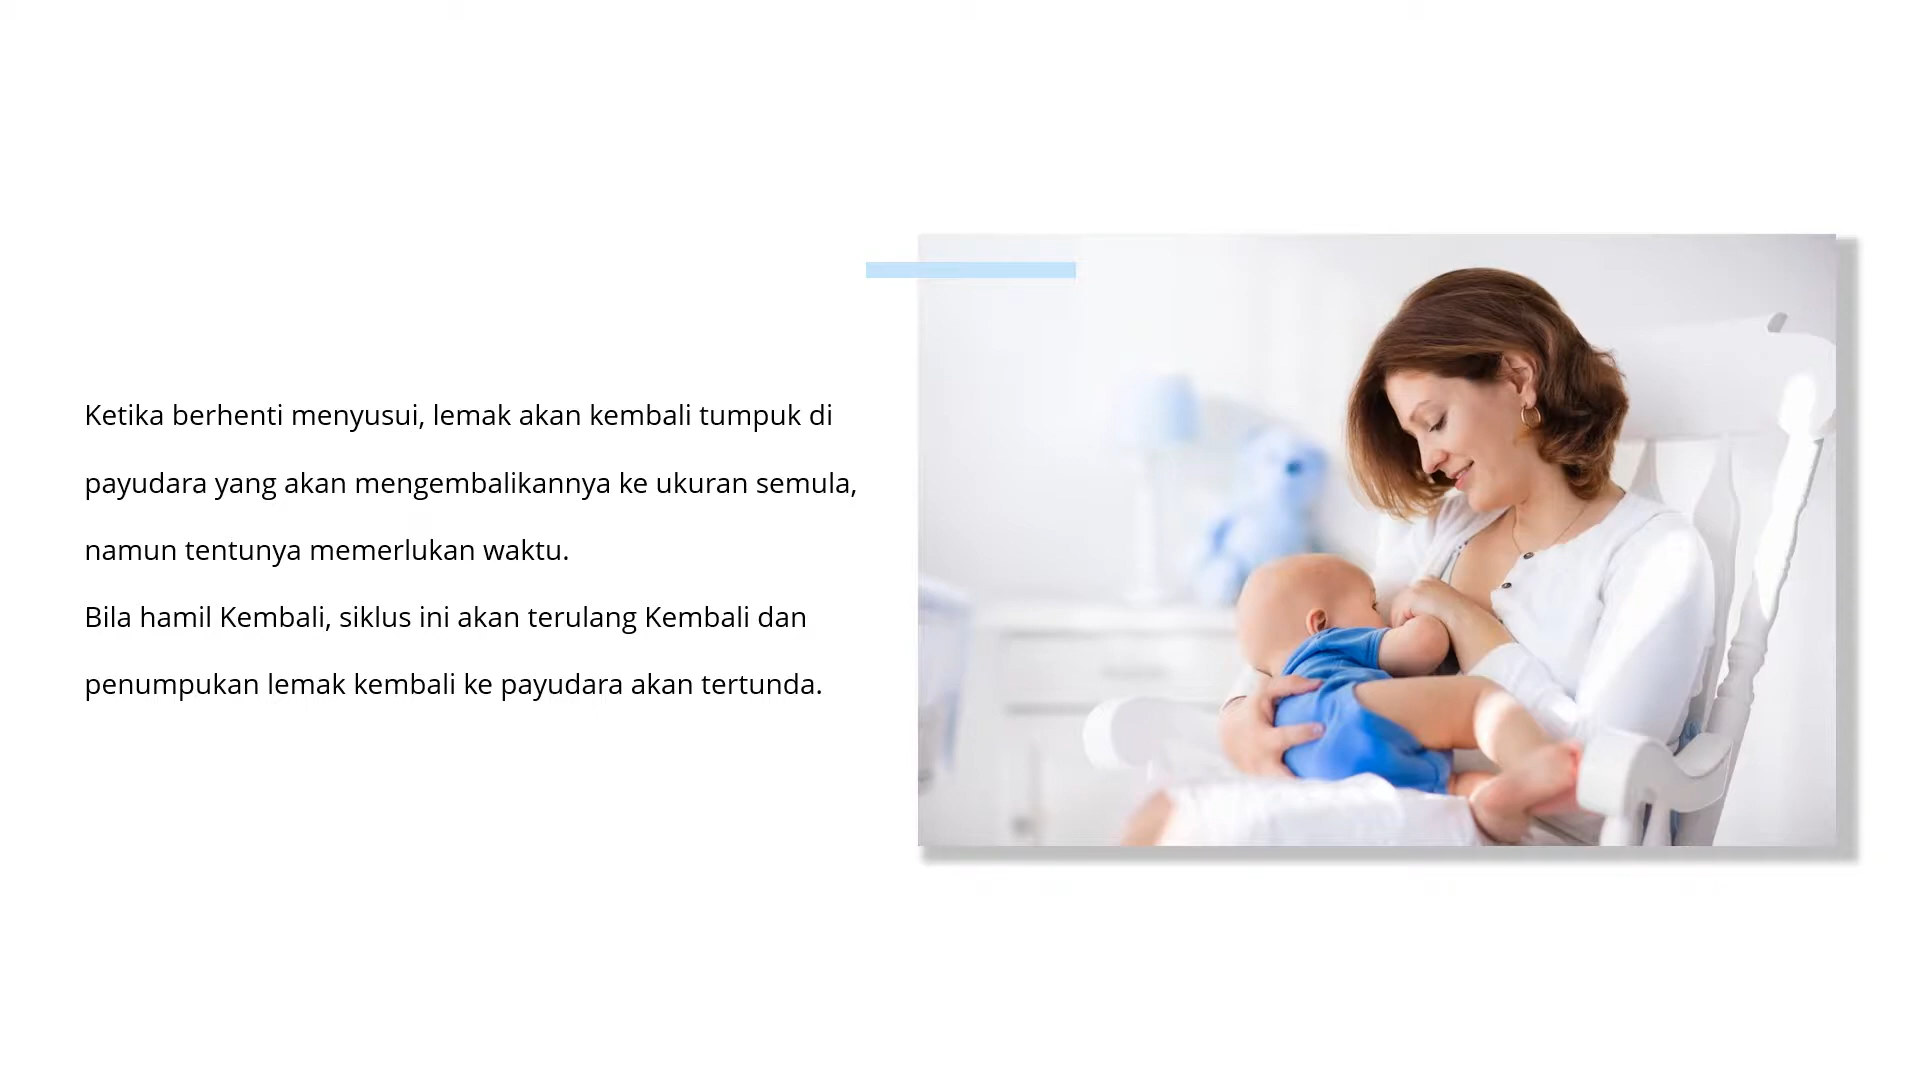 Ketika berhenti menyusui, lemak akan kembali tumpuk di
payudara yang akan mengembalikannya ke ukuran semula,
namun tentunya memerlukan waktu.
Bila hamil Kembali, siklus ini akan terulang Kembali dan
penumpukan lemak kembali ke payudara akan tertunda.